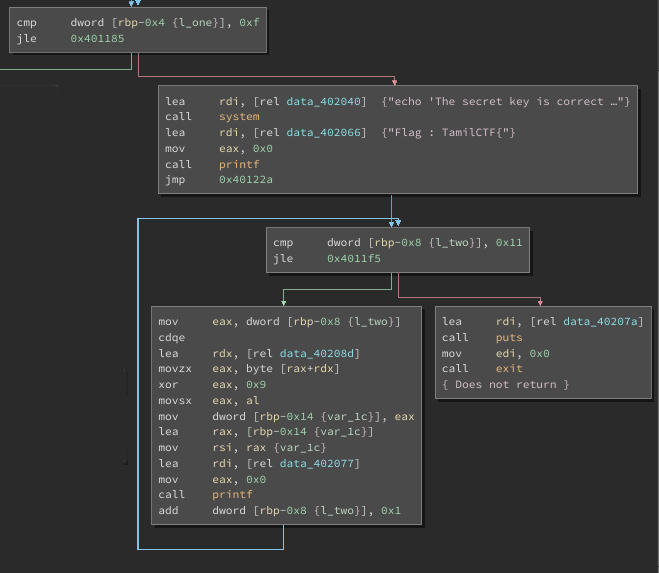 cmp dword [rbp-0x4 {l_one}], 0xf
jle 0x401185
lea rdi, [rel data_402040] {"echo 'The secret key is correct …"}
call system
lea rdi, [rel data_402066] {"Flag : TamilCTF{"}
mov eax, 0x0
call printf
jmp 0x40122a
cmp dword [rbp-0x8 {l_two}], 0x11
jle 0x4011f5
mov eax, dword [rbp-0x8 {l_two}]
cdqe
lea rdx, [rel data_40208d]
movzx eax, byte [rax+rdx]
xor eax, 0x9
movsx eax, al
mov dword [rbp-0x14 {var_1c}], eax
lea rax, [rbp-0x14 {var_1c}]
mov rsi, rax {var_1c}
lea rdi, [rel data_402077]
mov eax, 0x0
call printf
add dword [rbp-0x8 {l_two}], 0x1
lea rdi, [rel data_40207a]
call puts
mov edi, 0x0
call exit
{ Does not return }